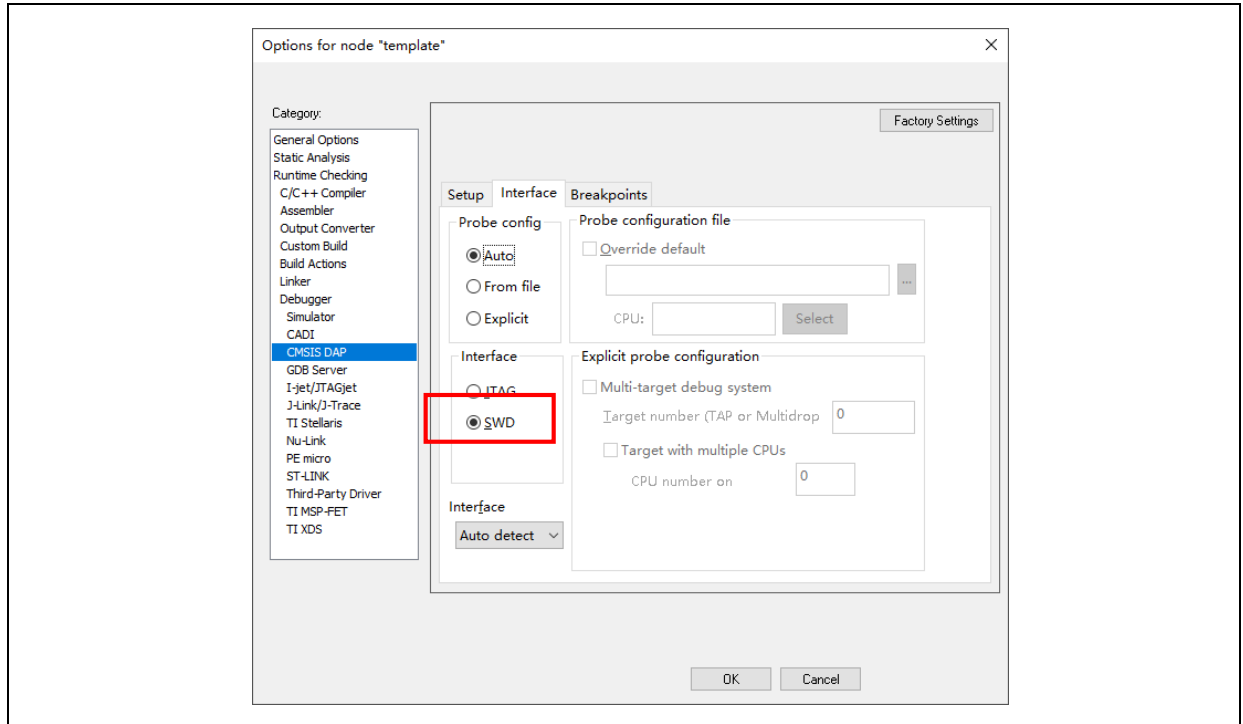 Options for node "template"
Category:
Factory Settings
General Options
Static Analysis
Runtime Checking
C/C++ Compiler
Assembler
Output Converter
Custom Build
Build Actions
Linker
Debugger
Simulator
CADI
CMSIS DAP
GDB Server
I-jet/JTAGjet
J-Link/J-Trace
TI Stellaris
Nu-Link
PE micro
ST-LINK
Third-Party Driver
TI MSP-FET
TI XDS
Setup Interface Breakpoints
Probe config
Auto
From file
Explicit
Probe configuration file
Override default
...
CPU:
Select
Interface
JTAG
SWD
Explicit probe configuration
Multi-target debug system
Target number (TAP or Multidrop 0
Target with multiple CPUs
CPU number on 0
Interface
Auto detect
OK Cancel